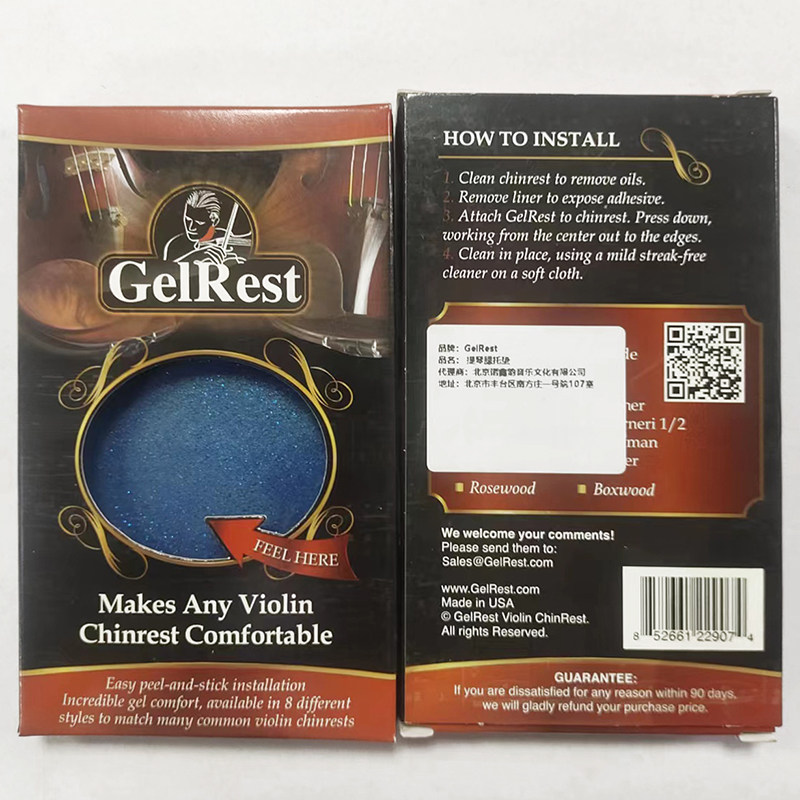 GelRest
FEEL HERE
Makes Any Violin
Chinrest Comfortable
Easy peel-and-stick installation
Incredible gel comfort, available in 8 different
styles to match many common violin chinrests
HOW TO INSTALL
1. Clean chinrest to remove oils.
2. Remove liner to expose adhesive.
3. Attach GelRest to chinrest. Press down,
working from the center out to the edges.
4. Clean in place, using a mild streak-free
cleaner on a soft cloth.
品牌：GelRest
品名：提琴腮托垫
代理商：北京诺鑫韵音乐文化有限公司
地址：北京市丰台区南方庄一号院107室
1/2
Rosewood
Boxwood
We welcome your comments!
Please send them to:
Sales@GelRest.com
www.GelRest.com
Made in USA
© GelRest Violin ChinRest.
All rights Reserved.
8 52661 22907 4
GUARANTEE:
If you are dissatisfied for any reason within 90 days,
we will gladly refund your purchase price.